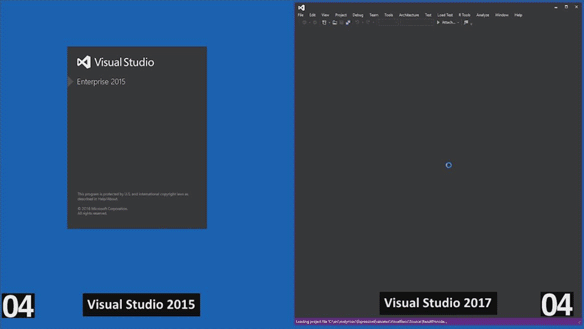 Visual Studio
Enterprise 2015
This program is protected by U.S. and international copyright laws as
described in Help/About.
© 2016 Microsoft Corporation.
All rights reserved.
04
Visual Studio 2015
File Edit View Project Debug Team Tools Architecture Test Load Test R Tools Analyze Window Help
Attach...
Visual Studio 2017
04
Loading project file